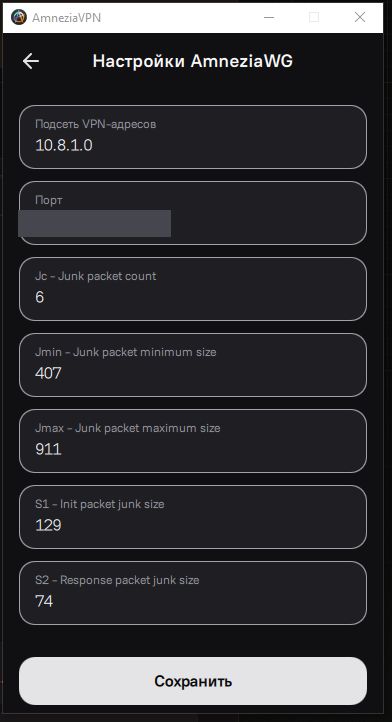 AmneziaVPN
Настройки AmneziaWG
Подсеть VPN-адресов
10.8.1.0
Порт
Jc - Junk packet count
6
Jmin - Junk packet minimum size
407
Jmax - Junk packet maximum size
911
S1 - Init packet junk size
129
S2 - Response packet junk size
74
Сохранить